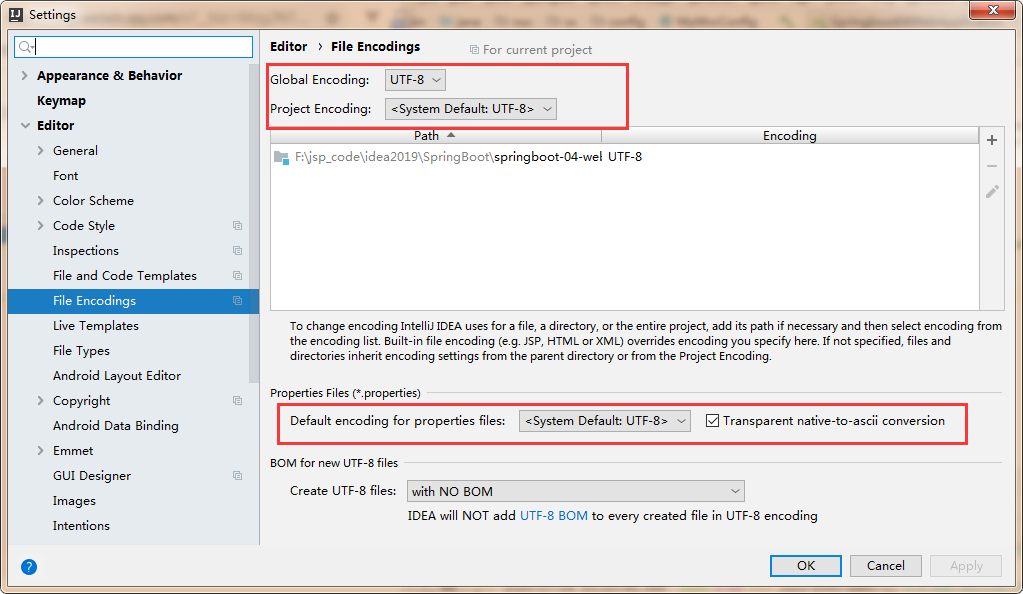 Settings
Appearance & Behavior
Keymap
Editor
General
Font
Color Scheme
Code Style
Inspections
File and Code Templates
File Encodings
Live Templates
File Types
Android Layout Editor
Copyright
Android Data Binding
Emmet
GUI Designer
Images
Intentions
Editor › File Encodings For current project
Global Encoding: UTF-8
Project Encoding: <System Default: UTF-8>
Path Encoding
F:\jsp_code\idea2019\SpringBoot\springboot-04-wel UTF-8
To change encoding IntelliJ IDEA uses for a file, a directory, or the entire project, add its path if necessary and then select encoding from
the encoding list. Built-in file encoding (e.g. JSP, HTML or XML) overrides encoding you specify here. If not specified, files and
directories inherit encoding settings from the parent directory or from the Project Encoding.
Properties Files (*.properties)
Default encoding for properties files: <System Default: UTF-8> Transparent native-to-ascii conversion
BOM for new UTF-8 files
Create UTF-8 files: with NO BOM
IDEA will NOT add UTF-8 BOM to every created file in UTF-8 encoding
? OK Cancel Apply